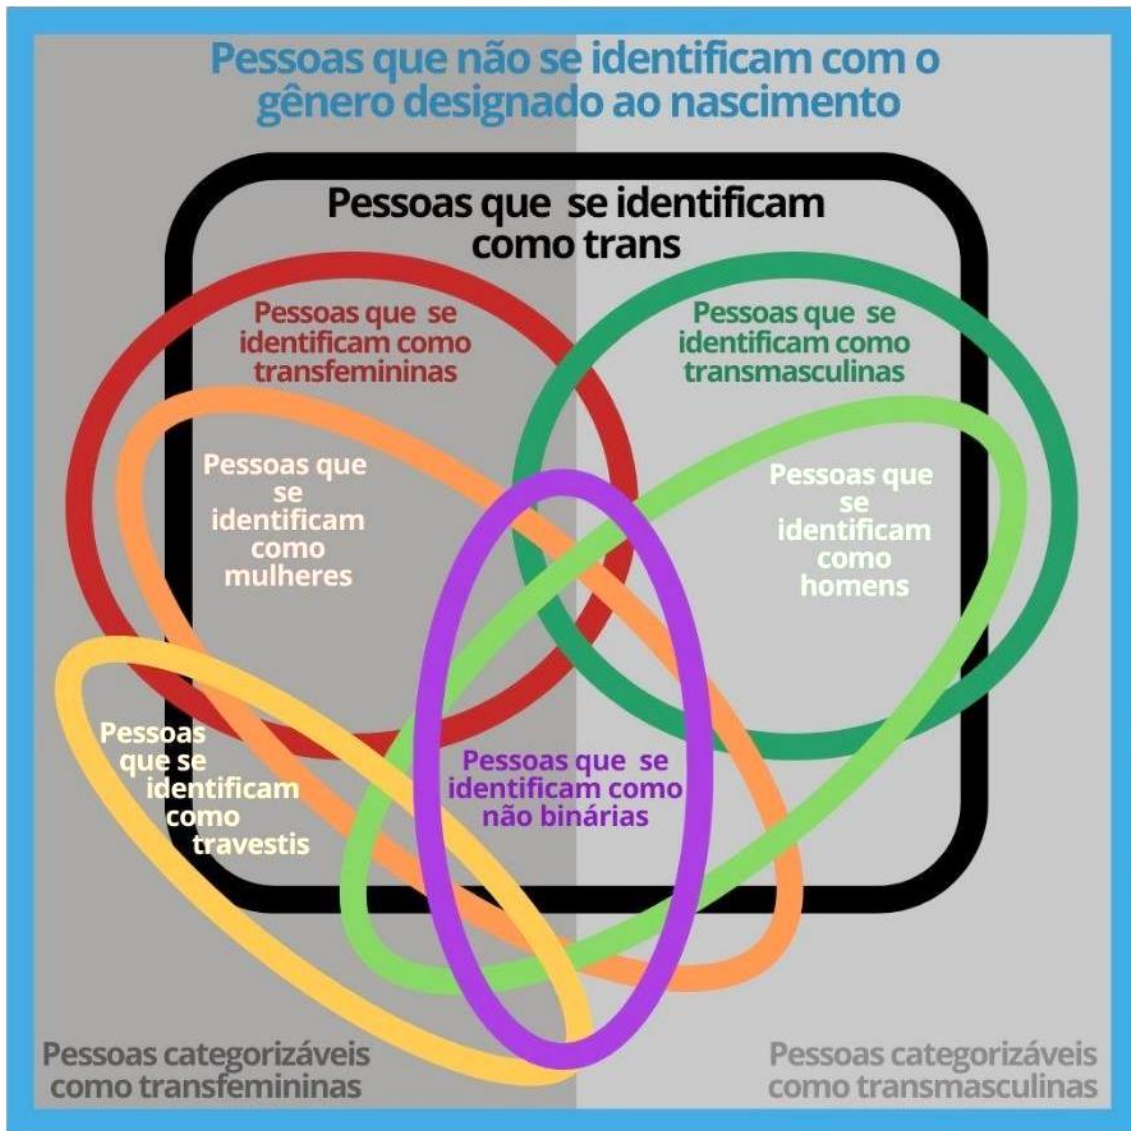 Pessoas que não se identificam com o
gênero designado ao nascimento
Pessoas que se identificam
como trans
Pessoas que se
identificam como
transfemininas
Pessoas que se
identificam como
transmasculinas
Pessoas que
se
identificam
como
mulheres
Pessoas que
se
identificam
como
homens
Pessoas
que se
identificam
como
travestis
Pessoas que se
identificam como
não binárias
Pessoas categorizáveis
como transfemininas
Pessoas categorizáveis
como transmasculinas